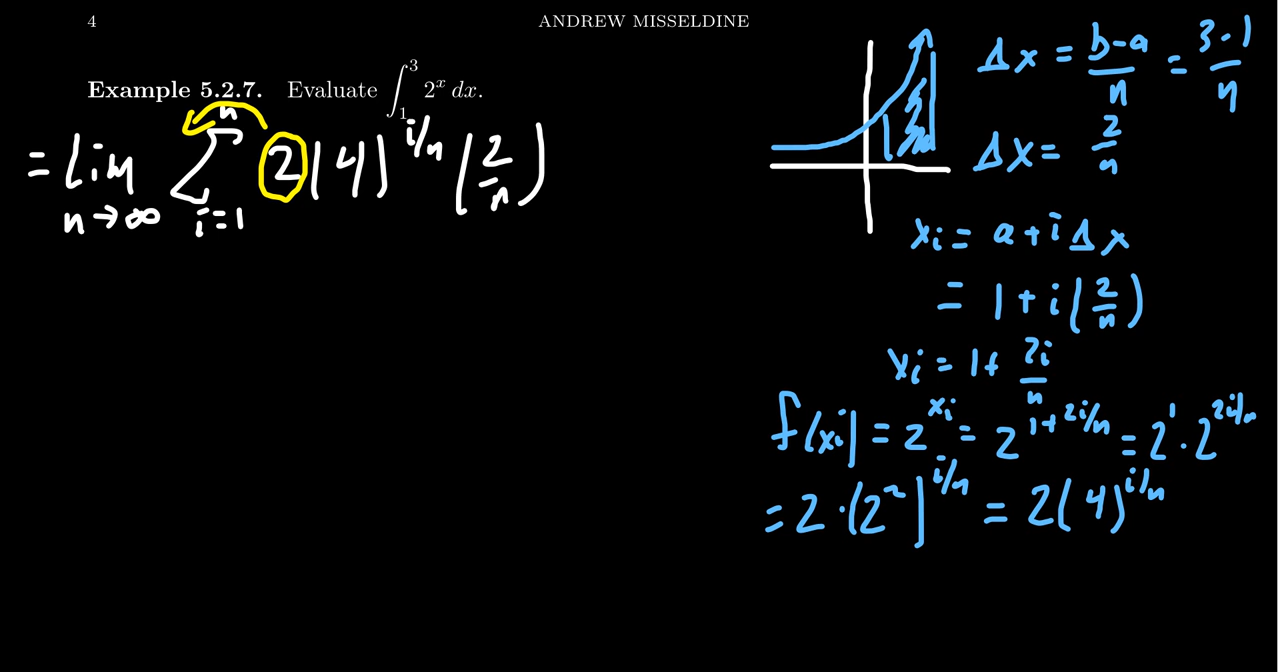 4 ANDREW MISSELDINE
Example 5.2.7. Evaluate ∫_1^3 2^x dx.
= lim_{n→∞} Σ_{i=1}^{n} 2(4)^{i/n} (2/n)
Δx = (b-a)/n = (3-1)/n
Δx = 2/n
x_i = a + iΔx
= 1 + i(2/n)
x_i = 1 + 2i/n
f(x_i) = 2^{x_i} = 2^{1+2i/n} = 2^1 · 2^{2i/n}
= 2 · (2^2)^{i/n} = 2(4)^{i/n}